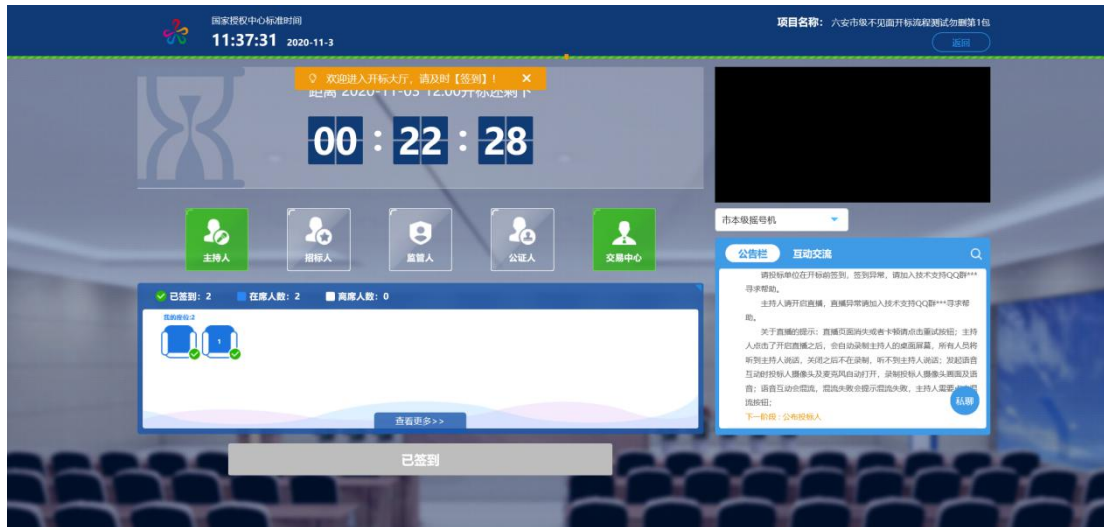 国家授权中心标准时间
11:37:31 2020-11-3
项目名称：六安市级不见面开标流程测试勿删第1包
返回
欢迎进入开标大厅，请及时【签到】！ ×
距离 2020-11-03 12:00开标还剩下
00 : 22 : 28
主持人
招标人
监管人
公证人
交易中心
市本级摇号机
公告栏 互动交流
请投标单位在开标前签到，签到异常，请加入技术支持QQ群***
寻求帮助。
主持人请开启直播，直播异常请加入技术支持QQ群***寻求帮
助。
关于直播的提示：直播页面消失或者卡顿请点击重试按钮；主持
人点击了开启直播之后，会自动录制主持人的桌面屏幕，所有人员将
听到主持人说话，关闭之后不在录制，听不到主持人说话；发起语音
互动时投标人摄像头及麦克风自动打开，录制投标人摄像头画面及语
音；语音互动会混流，混流失败会提示混流失败，主持人需要
流按钮；
下一阶段：公布投标人
私聊
已签到：2 在席人数：2 离席人数：0
我的座位:2
1
查看更多>>
已签到